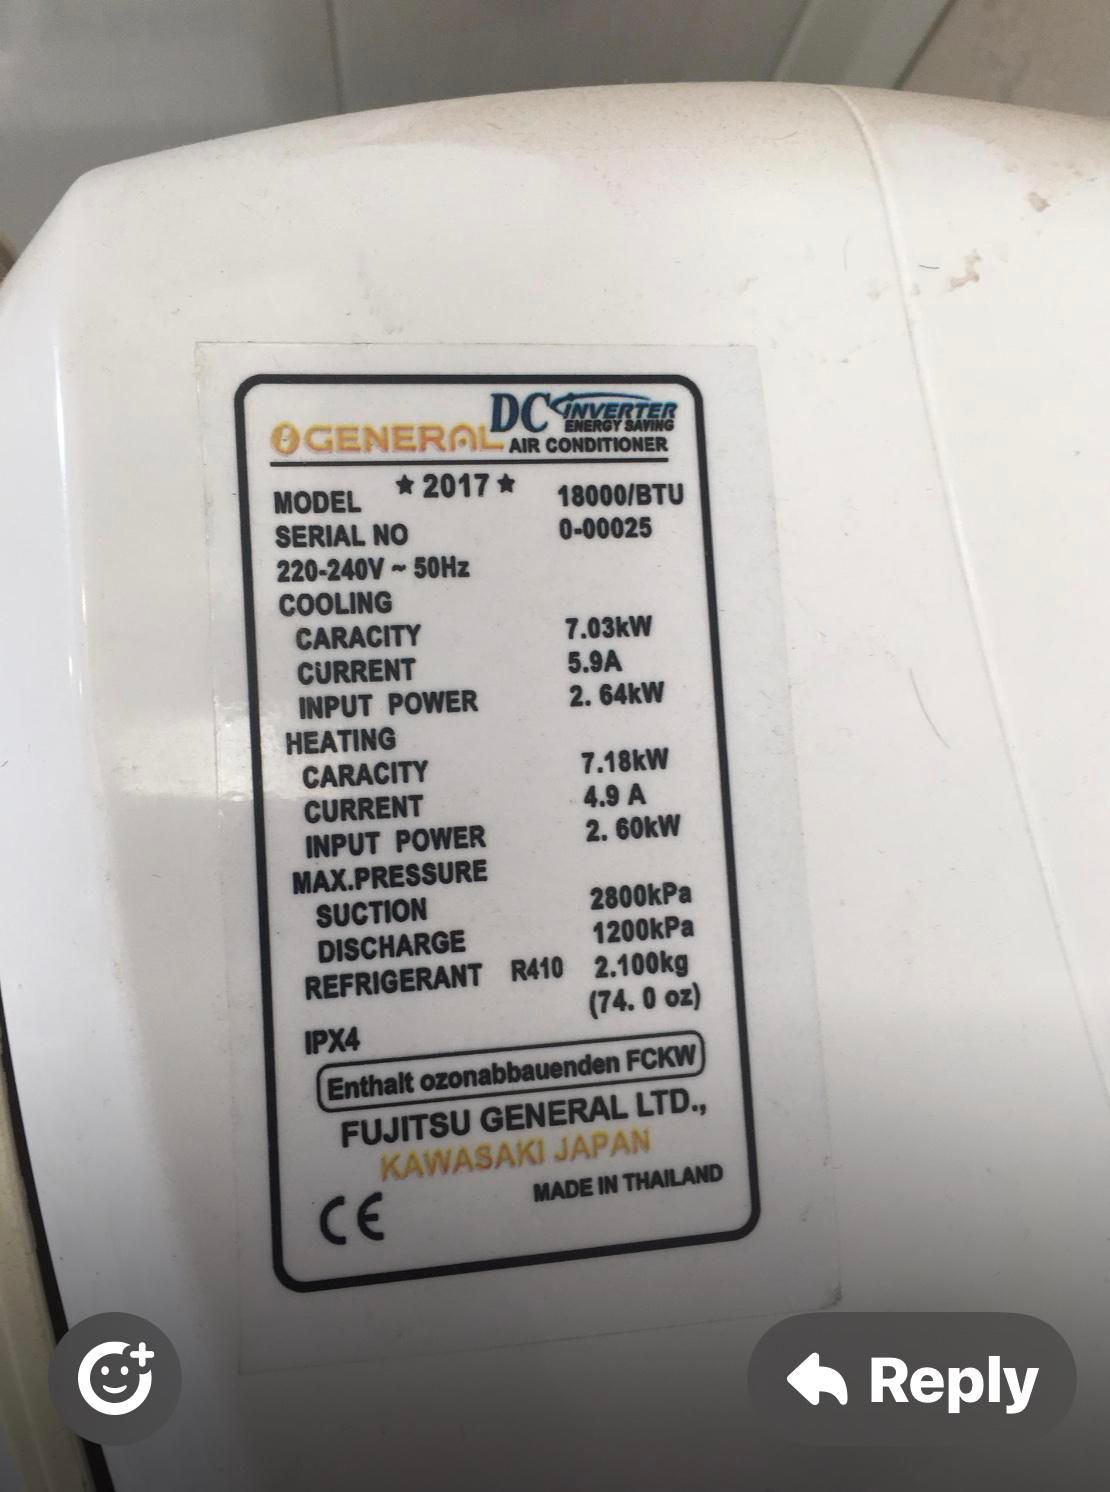 GENERAL DC INVERTER
ENERGY SAVING
AIR CONDITIONER
★ 2017 ★
MODEL 18000/BTU
SERIAL NO 0-00025
220-240V ~ 50Hz
COOLING
CARACITY 7.03kW
CURRENT 5.9A
INPUT POWER 2. 64kW
HEATING
CARACITY 7.18kW
CURRENT 4.9 A
INPUT POWER 2. 60kW
MAX.PRESSURE
SUCTION 2800kPa
DISCHARGE 1200kPa
REFRIGERANT R410 2.100kg
(74. 0 oz)
IPX4
Enthalt ozonabbauenden FCKW
FUJITSU GENERAL LTD.,
KAWASAKI JAPAN
MADE IN THAILAND
CE
Reply